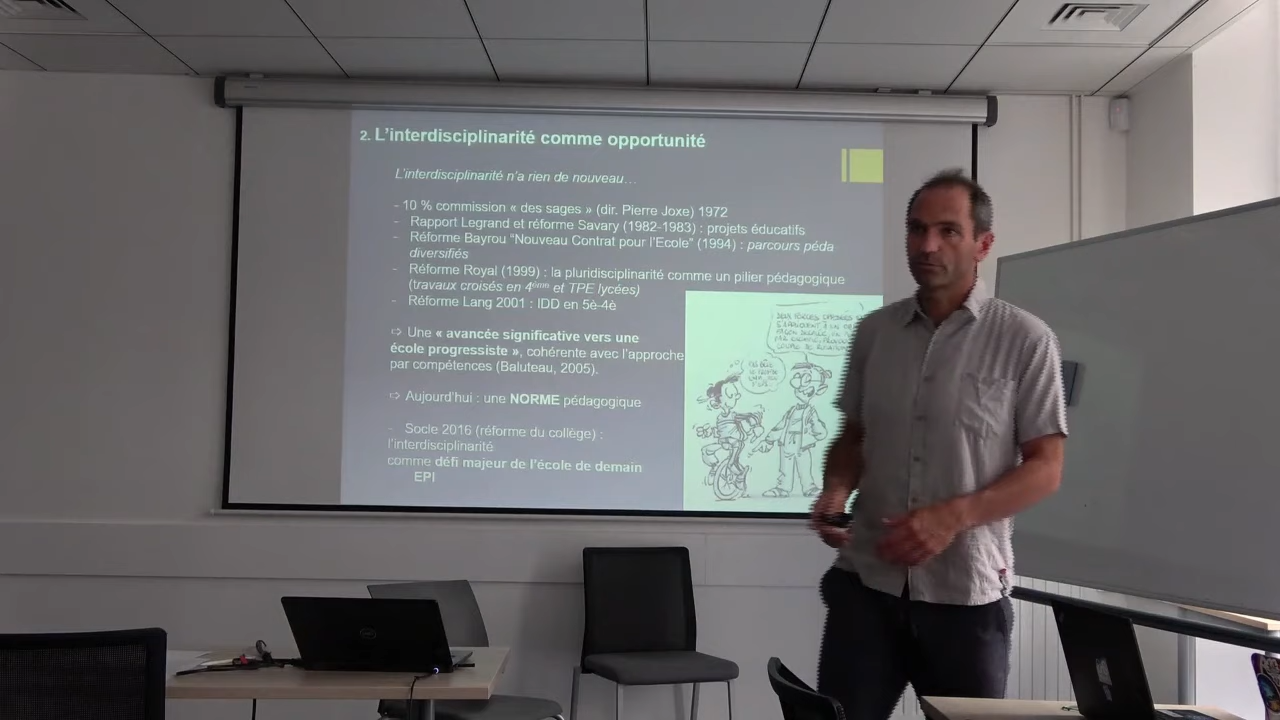 2. L'interdisciplinarité comme opportunité
L'interdisciplinarité n'a rien de nouveau…
- 10 % commission « des sages » (dir. Pierre Joxe) 1972
- Rapport Legrand et réforme Savary (1982-1983) : projets éducatifs
- Réforme Bayrou “Nouveau Contrat pour l'Ecole” (1994) : parcours péda
diversifiés
- Réforme Royal (1999) : la pluridisciplinarité comme un pilier pédagogique
(travaux croisés en 4ème et TPE lycées)
- Réforme Lang 2001 : IDD en 5è-4è
⇨ Une « avancée significative vers une
école progressiste », cohérente avec l'approche
par compétences (Baluteau, 2005).
⇨ Aujourd'hui : une NORME pédagogique
- Socle 2016 (réforme du collège) :
l'interdisciplinarité
comme défi majeur de l'école de demain
EPI